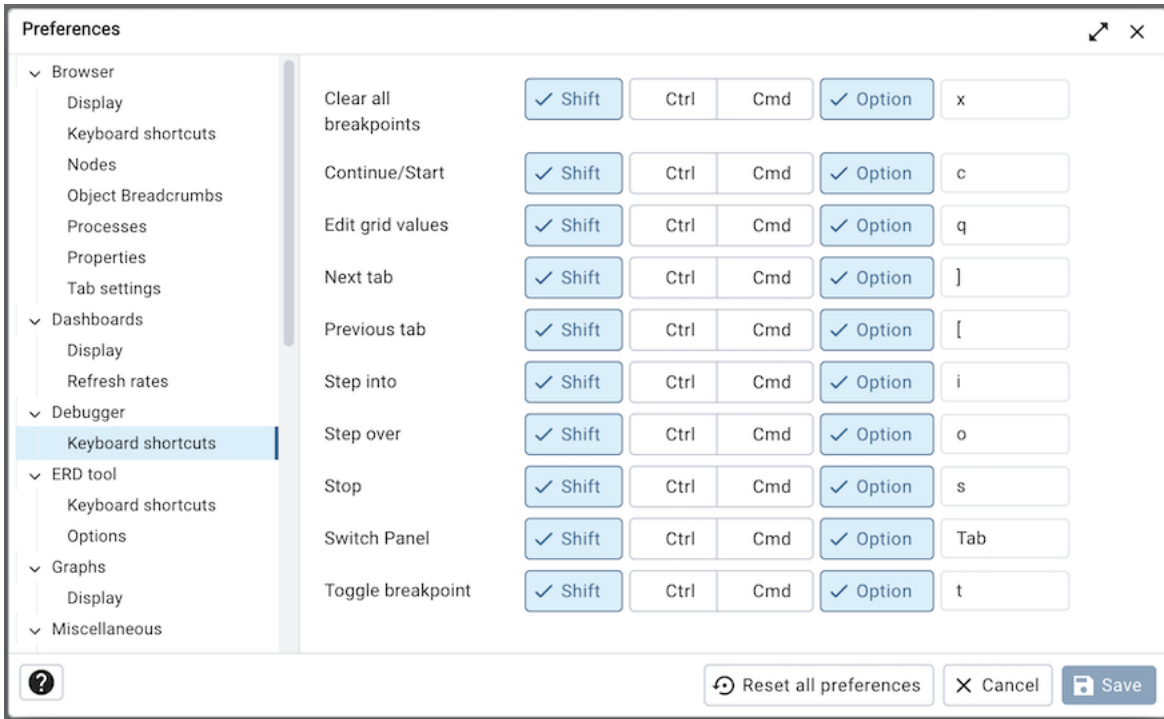 Preferences
Browser
Display
Keyboard shortcuts
Nodes
Object Breadcrumbs
Processes
Properties
Tab settings
Dashboards
Display
Refresh rates
Debugger
Keyboard shortcuts
ERD tool
Keyboard shortcuts
Options
Graphs
Display
Miscellaneous
Clear all
breakpoints
Shift Ctrl Cmd Option x
Continue/Start Shift Ctrl Cmd Option c
Edit grid values Shift Ctrl Cmd Option q
Next tab Shift Ctrl Cmd Option ]
Previous tab Shift Ctrl Cmd Option [
Step into Shift Ctrl Cmd Option i
Step over Shift Ctrl Cmd Option o
Stop Shift Ctrl Cmd Option s
Switch Panel Shift Ctrl Cmd Option Tab
Toggle breakpoint Shift Ctrl Cmd Option t
? Reset all preferences Cancel Save